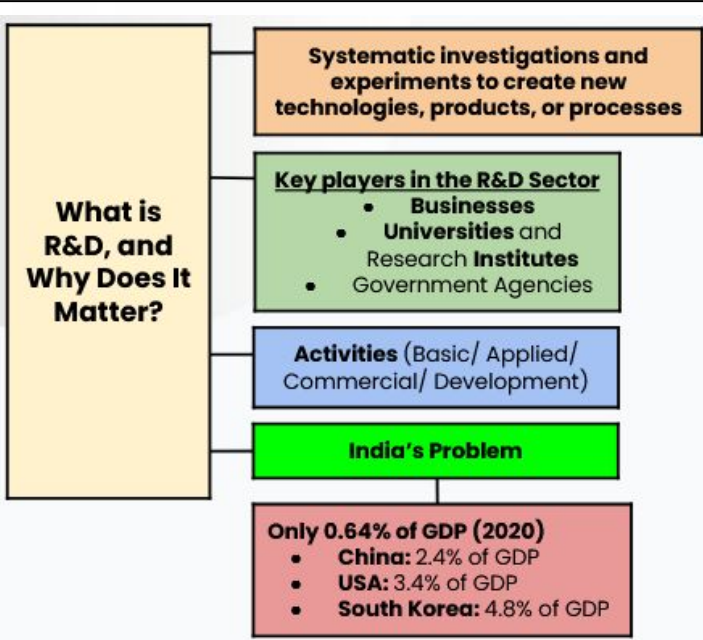 What is
R&D, and
Why Does It
Matter?
Systematic investigations and
experiments to create new
technologies, products, or processes
Key players in the R&D Sector
● Businesses
● Universities and
Research Institutes
● Government Agencies
Activities (Basic/ Applied/
Commercial/ Development)
India’s Problem
Only 0.64% of GDP (2020)
● China: 2.4% of GDP
● USA: 3.4% of GDP
● South Korea: 4.8% of GDP